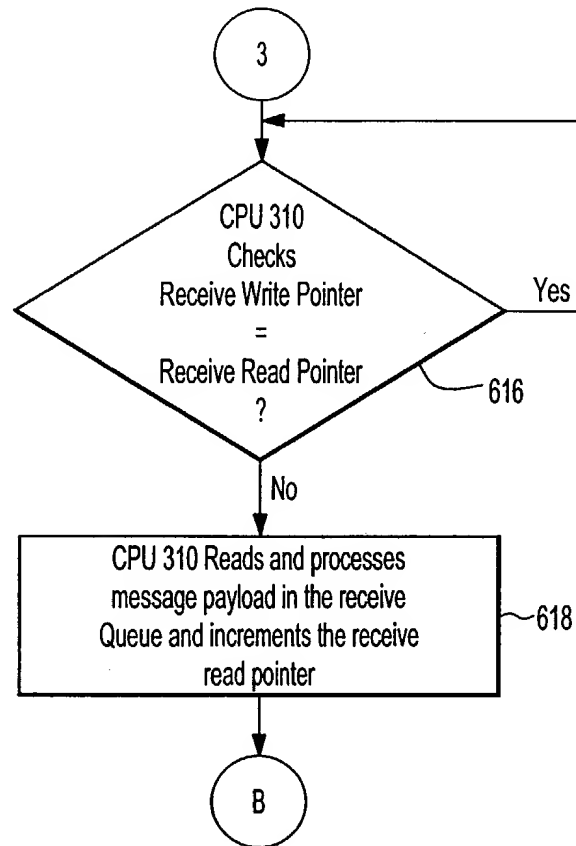 3
CPU 310
Checks
Receive Write Pointer
=
Receive Read Pointer
?
Yes
616
No
CPU 310 Reads and processes
message payload in the receive
Queue and increments the receive
read pointer
618
B